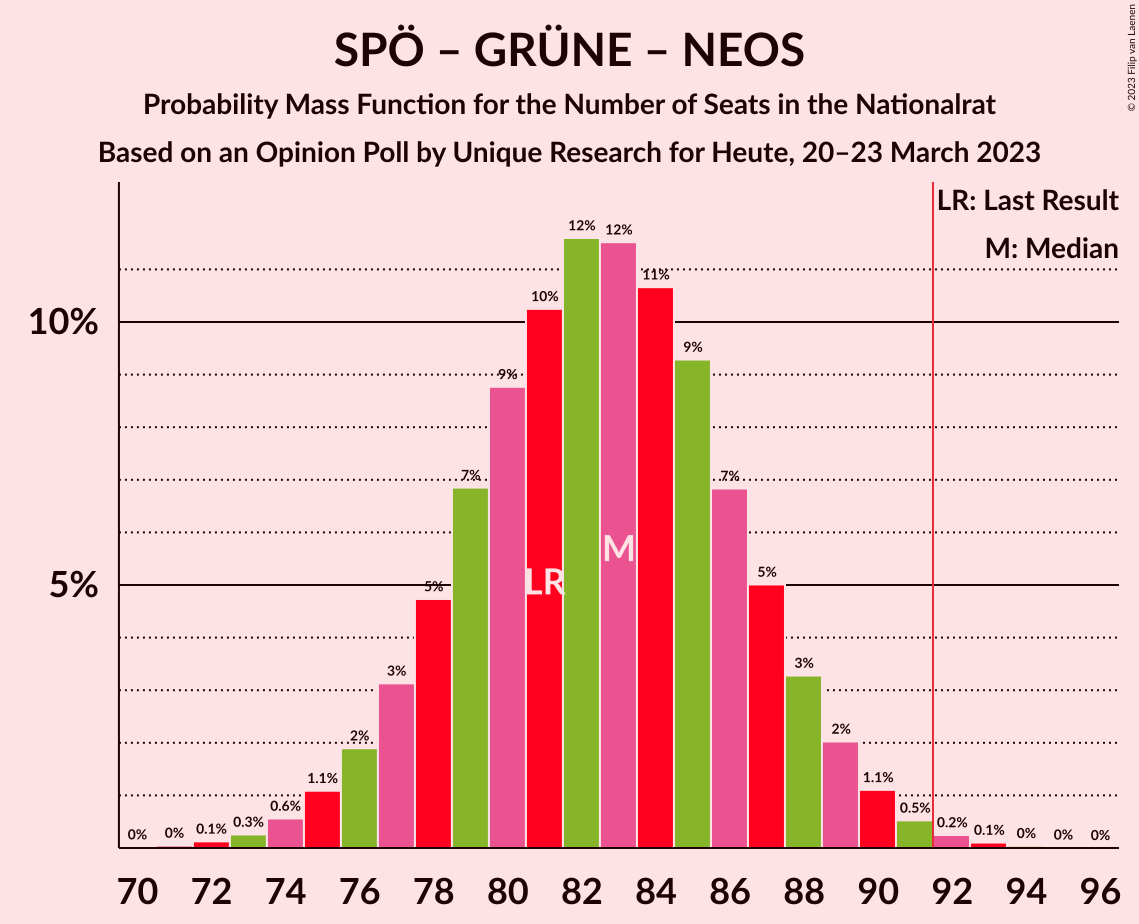 SPÖ – GRÜNE – NEOS
Probability Mass Function for the Number of Seats in the Nationalrat
Based on an Opinion Poll by Unique Research for Heute, 20–23 March 2023
© 2023 Filip van Laenen
LR: Last Result
M: Median
10%
5%
0% 0% 0.1% 0.3% 0.6% 1.1% 2% 3% 5% 7% 9% 10% 12% 12% 11% 9% 7% 5% 3% 2% 1.1% 0.5% 0.2% 0.1% 0% 0% 0%
M
LR
70 72 74 76 78 80 82 84 86 88 90 92 94 96